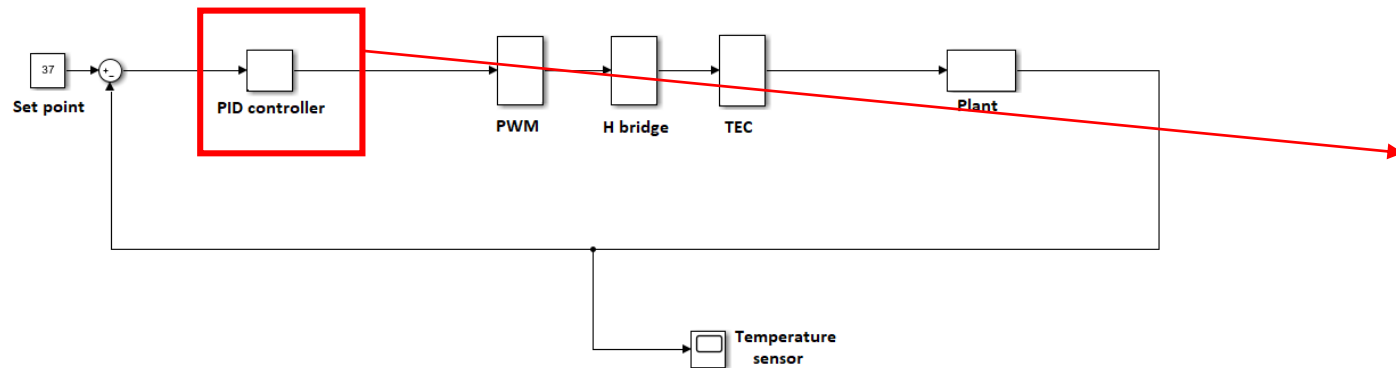 37
+
-
Set point
PID controller
PWM
H bridge
TEC
Plant
Temperature
sensor